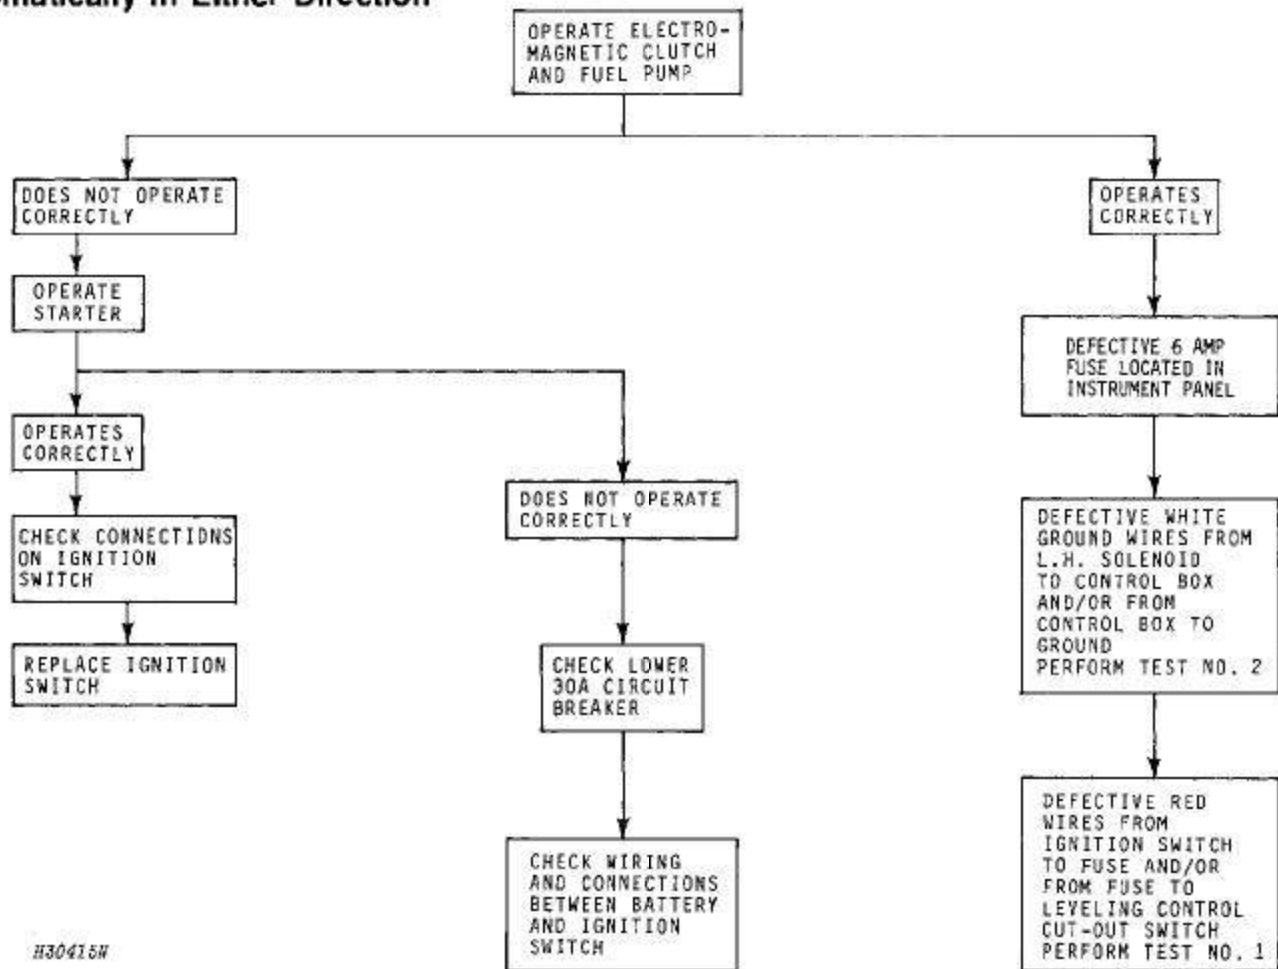 matically in Either Direction
OPERATE ELECTRO-
MAGNETIC CLUTCH
AND FUEL PUMP
DOES NOT OPERATE
CORRECTLY
OPERATES
CORRECTLY
OPERATE
STARTER
DEFECTIVE 6 AMP
FUSE LOCATED IN
INSTRUMENT PANEL
OPERATES
CORRECTLY
DOES NOT OPERATE
CORRECTLY
CHECK CONNECTIONS
ON IGNITION
SWITCH
DEFECTIVE WHITE
GROUND WIRES FROM
L.H. SOLENOID
TO CONTROL BOX
AND/OR FROM
CONTROL BOX TO
GROUND
PERFORM TEST NO. 2
REPLACE IGNITION
SWITCH
CHECK LOWER
30A CIRCUIT
BREAKER
DEFECTIVE RED
WIRES FROM
IGNITION SWITCH
TO FUSE AND/OR
FROM FUSE TO
LEVELING CONTROL
CUT-OUT SWITCH
PERFORM TEST NO. 1
CHECK WIRING
AND CONNECTIONS
BETWEEN BATTERY
AND IGNITION
SWITCH
H30415N